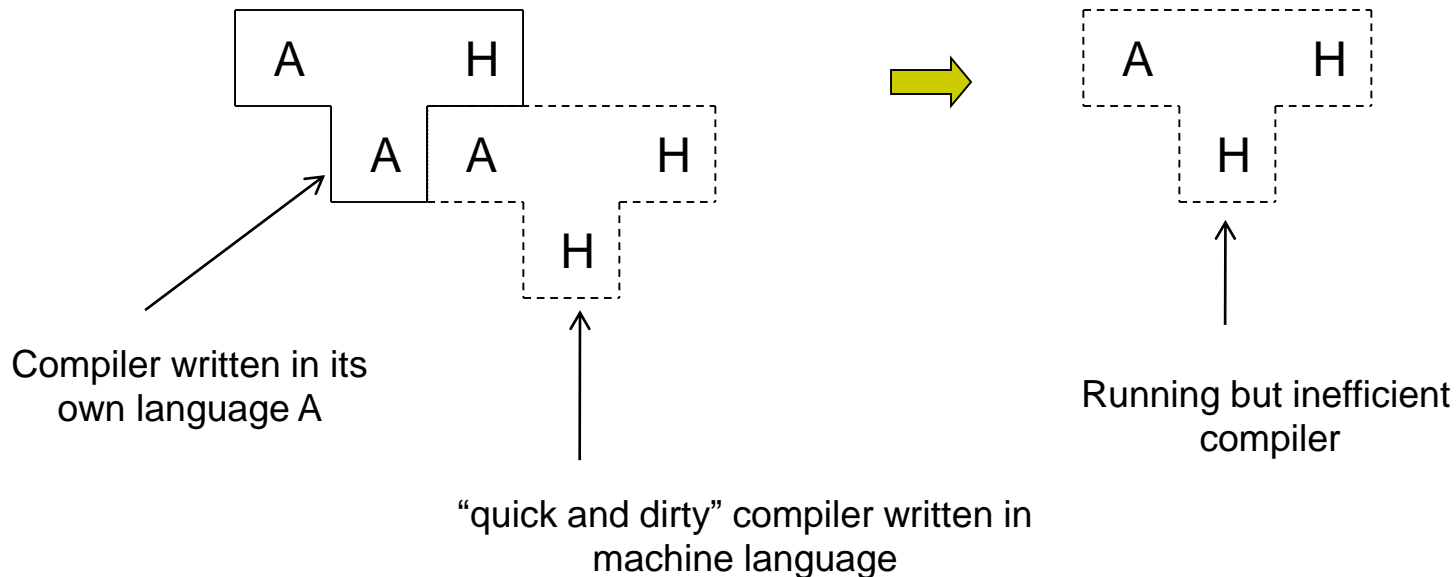 A H
A H
A A H
H
H
Compiler written in its
own language A
Running but inefficient
compiler
“quick and dirty” compiler written in
machine language